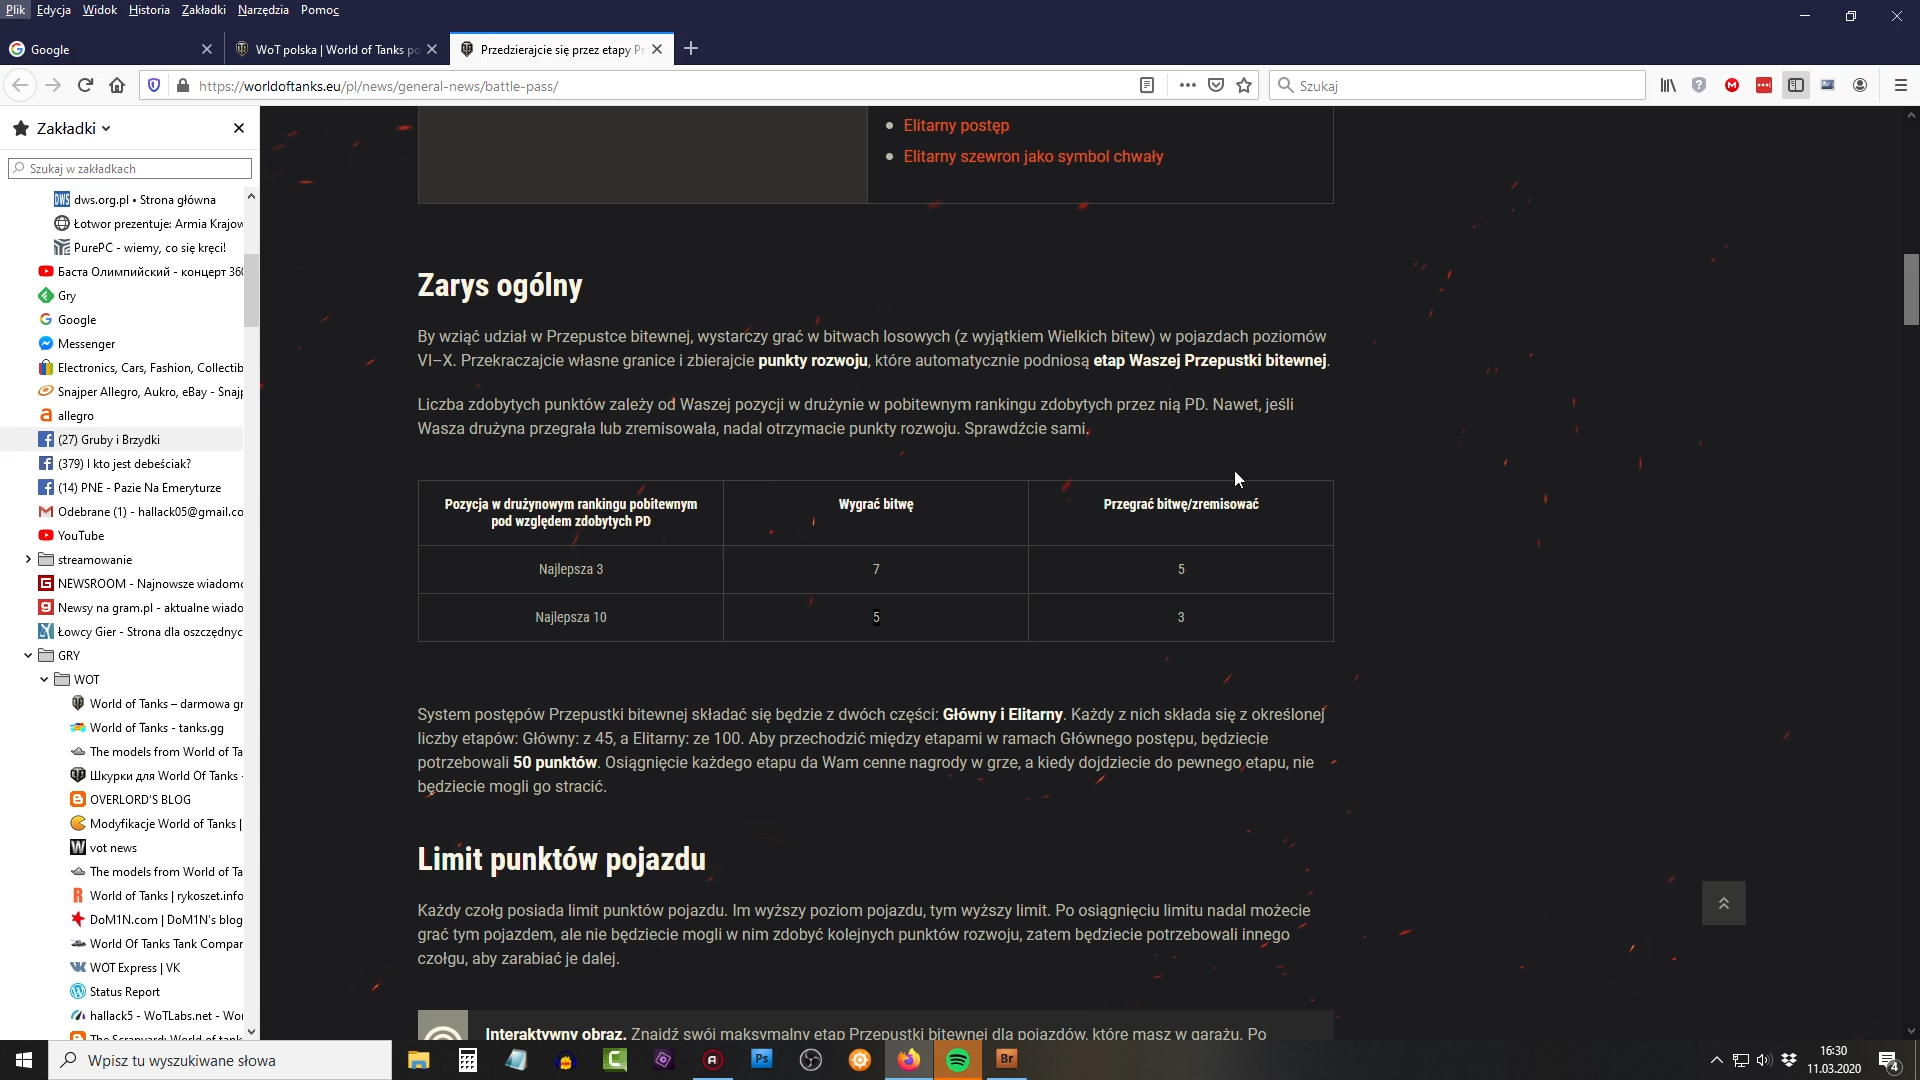 Plik Edycja Widok Historia Zakładki Narzędzia Pomoc
Google
WoT polska | World of Tanks po
Przedzierajcie się przez etapy Pr
https://worldoftanks.eu/pl/news/general-news/battle-pass/
Szukaj
Zakładki
Szukaj w zakładkach
dws.org.pl • Strona główna
Łotwor prezentuje: Armia Krajow
PurePC - wiemy, co się kręci!
Баста Олимпийский - концерт 360
Gry
Google
Messenger
Electronics, Cars, Fashion, Collectib
Snajper Allegro, Aukro, eBay - Snajp
allegro
(27) Gruby i Brzydki
(379) I kto jest debeściak?
(14) PNE - Pazie Na Emeryturze
Odebrane (1) - hallack05@gmail.co
YouTube
streamowanie
NEWSROOM - Najnowsze wiadomo
Newsy na gram.pl - aktualne wiado
Łowcy Gier - Strona dla oszczędnyc
GRY
WOT
World of Tanks – darmowa gr
World of Tanks - tanks.gg
The models from World of Ta
Шкурки для World Of Tanks -
OVERLORD'S BLOG
Modyfikacje World of Tanks |
vot news
The models from World of Ta
World of Tanks | rykoszet.info
DoM1N.com | DoM1N's blog
World Of Tanks Tank Compar
WOT Express | VK
Status Report
hallack5 - WoTLabs.net - Wor
The Scrapyard: World of tank
Elitarny postęp
Elitarny szewron jako symbol chwały
Zarys ogólny
By wziąć udział w Przepustce bitewnej, wystarczy grać w bitwach losowych (z wyjątkiem Wielkich bitew) w pojazdach poziomów
VI–X. Przekraczajcie własne granice i zbierajcie punkty rozwoju, które automatycznie podniosą etap Waszej Przepustki bitewnej.
Liczba zdobytych punktów zależy od Waszej pozycji w drużynie w pobitewnym rankingu zdobytych przez nią PD. Nawet, jeśli
Wasza drużyna przegrała lub zremisowała, nadal otrzymacie punkty rozwoju. Sprawdźcie sami.
Pozycja w drużynowym rankingu pobitewnym
pod względem zdobytych PD
Wygrać bitwę
Przegrać bitwę/zremisować
Najlepsza 3 7 5
Najlepsza 10 5 3
System postępów Przepustki bitewnej składać się będzie z dwóch części: Główny i Elitarny. Każdy z nich składa się z określonej
liczby etapów: Główny: z 45, a Elitarny: ze 100. Aby przechodzić między etapami w ramach Głównego postępu, będziecie
potrzebowali 50 punktów. Osiągnięcie każdego etapu da Wam cenne nagrody w grze, a kiedy dojdziecie do pewnego etapu, nie
będziecie mogli go stracić.
Limit punktów pojazdu
Każdy czołg posiada limit punktów pojazdu. Im wyższy poziom pojazdu, tym wyższy limit. Po osiągnięciu limitu nadal możecie
grać tym pojazdem, ale nie będziecie mogli w nim zdobyć kolejnych punktów rozwoju, zatem będziecie potrzebowali innego
czołgu, aby zarabiać je dalej.
Interaktywny obraz. Znajdź swój maksymalny etap Przepustki bitewnej dla pojazdów, które masz w garażu. Po
Wpisz tu wyszukiwane słowa
Ps
Br
16:30
11.03.2020
4